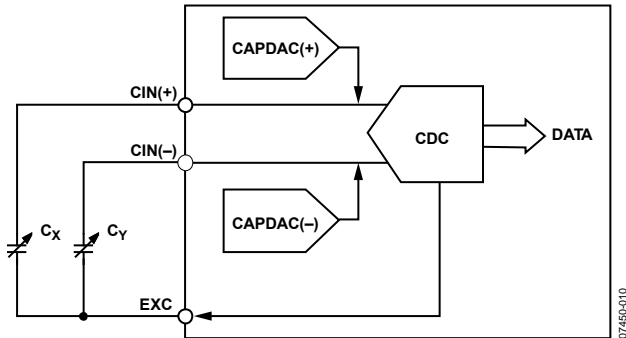 CAPDAC(+)
CIN(+)
CDC
DATA
CIN(–)
CAPDAC(–)
CX
CY
EXC
07450-010